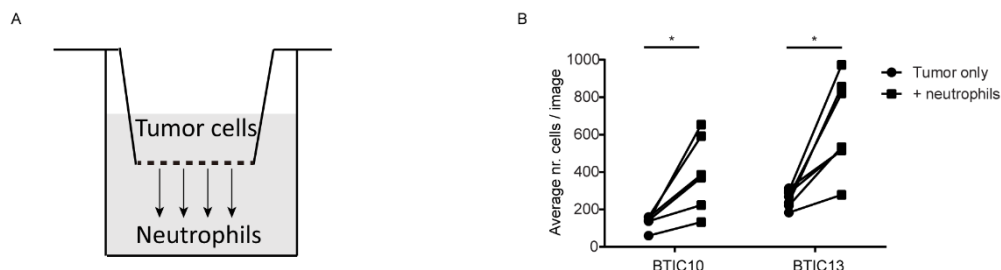 A
Tumor cells
Neutrophils
B
*
*
Average nr. cells / image
1000
800
600
400
200
0
BTIC10
BTIC13
Tumor only
+ neutrophils